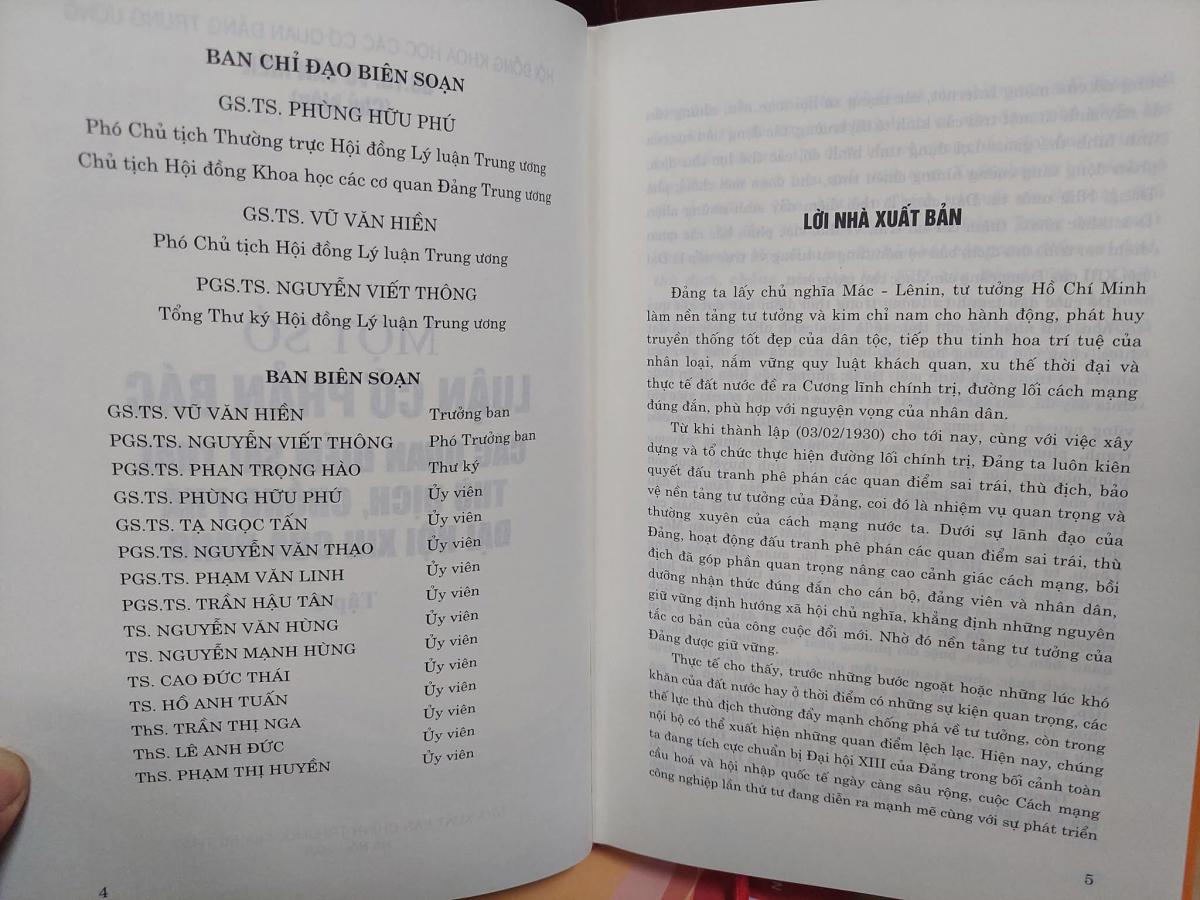 BAN CHỈ ĐẠO BIÊN SOẠN
GS.TS. PHÙNG HỮU PHÚ
Phó Chủ tịch Thường trực Hội đồng Lý luận Trung ương
Chủ tịch Hội đồng Khoa học các cơ quan Đảng Trung ương
GS.TS. VŨ VĂN HIỀN
Phó Chủ tịch Hội đồng Lý luận Trung ương
PGS.TS. NGUYỄN VIẾT THÔNG
Tổng Thư ký Hội đồng Lý luận Trung ương
BAN BIÊN SOẠN
GS.TS. VŨ VĂN HIỀN Trưởng ban
PGS.TS. NGUYỄN VIẾT THÔNG Phó Trưởng ban
PGS.TS. PHAN TRỌNG HÀO Thư ký
GS.TS. PHÙNG HỮU PHÚ Ủy viên
GS.TS. TẠ NGỌC TẤN Ủy viên
PGS.TS. NGUYỄN VĂN THẠO Ủy viên
PGS.TS. PHẠM VĂN LINH Ủy viên
PGS.TS. TRẦN HẬU TÂN Ủy viên
TS. NGUYỄN VĂN HÙNG Ủy viên
TS. NGUYỄN MẠNH HÙNG Ủy viên
TS. CAO ĐỨC THÁI Ủy viên
TS. HỒ ANH TUẤN Ủy viên
ThS. TRẦN THỊ NGA Ủy viên
ThS. LÊ ANH ĐỨC Ủy viên
ThS. PHẠM THỊ HUYỀN Ủy viên
4
LỜI NHÀ XUẤT BẢN
Đảng ta lấy chủ nghĩa Mác - Lênin, tư tưởng Hồ Chí Minh
làm nền tảng tư tưởng và kim chỉ nam cho hành động, phát huy
truyền thống tốt đẹp của dân tộc, tiếp thu tinh hoa trí tuệ của
nhân loại, nắm vững quy luật khách quan, xu thế thời đại và
thực tế đất nước để ra Cương lĩnh chính trị, đường lối cách mạng
đúng đắn, phù hợp với nguyện vọng của nhân dân.
Từ khi thành lập (03/02/1930) cho tới nay, cùng với việc xây
dựng và tổ chức thực hiện đường lối chính trị, Đảng ta luôn kiên
quyết đấu tranh phê phán các quan điểm sai trái, thù địch, bảo
vệ nền tảng tư tưởng của Đảng, coi đó là nhiệm vụ quan trọng và
thường xuyên của cách mạng nước ta. Dưới sự lãnh đạo của
Đảng, hoạt động đấu tranh phê phán các quan điểm sai trái, thù
địch đã góp phần quan trọng nâng cao cảnh giác cách mạng, bồi
dưỡng nhận thức đúng đắn cho cán bộ, đảng viên và nhân dân,
giữ vững định hướng xã hội chủ nghĩa, khẳng định những nguyên
tắc cơ bản của công cuộc đổi mới. Nhờ đó nền tảng tư tưởng của
Đảng được giữ vững.
Thực tế cho thấy, trước những bước ngoặt hoặc những lúc khó
khăn của đất nước hay ở thời điểm có những sự kiện quan trọng, các
thế lực thù địch thường đẩy mạnh chống phá về tư tưởng, còn trong
nội bộ có thể xuất hiện những quan điểm lệch lạc. Hiện nay, chúng
ta đang tích cực chuẩn bị Đại hội XIII của Đảng trong bối cảnh toàn
cầu hoá và hội nhập quốc tế ngày càng sâu rộng, cuộc Cách mạng
công nghiệp lần thứ tư đang diễn ra mạnh mẽ cùng với sự phát triển
5